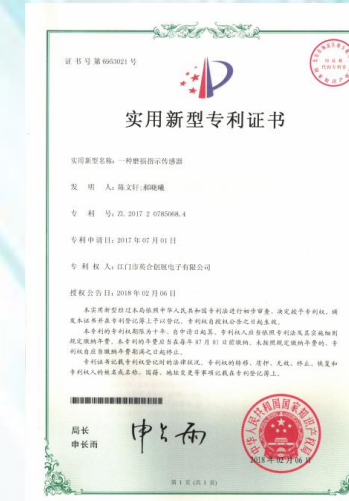 证书号第6953021号
实用新型专利证书
实用新型名称：一种磨损指示传感器
发 明 人：陈文轩;郝晓曦
专 利 号：ZL 2017 2 0785068.4
专利申请日：2017年07月01日
专 利 权 人：江门市英合创展电子有限公司
授权公告日：2018年02月06日
本实用新型经过本局依照中华人民共和国专利法进行初步审查，决定授予专利权，颁
发本证书并在专利登记簿上予以登记。专利权自授权公告之日起生效。
本专利的专利权期限为十年，自申请日起算。专利权人应当依照专利法及其实施细则
规定缴纳年费。本专利的年费应当在每年07月01日前缴纳。未按照规定缴纳年费的，专
利权自应当缴纳年费期满之日起终止。
专利证书记载专利权登记时的法律状况。专利权的转移、质押、无效、终止、恢复和
专利权人的姓名或名称、国籍、地址变更等事项记载在专利登记簿上。
局长
申长雨
申长雨
中华人民共和国国家知识产权局
2018年02月06日
第1页(共1页)